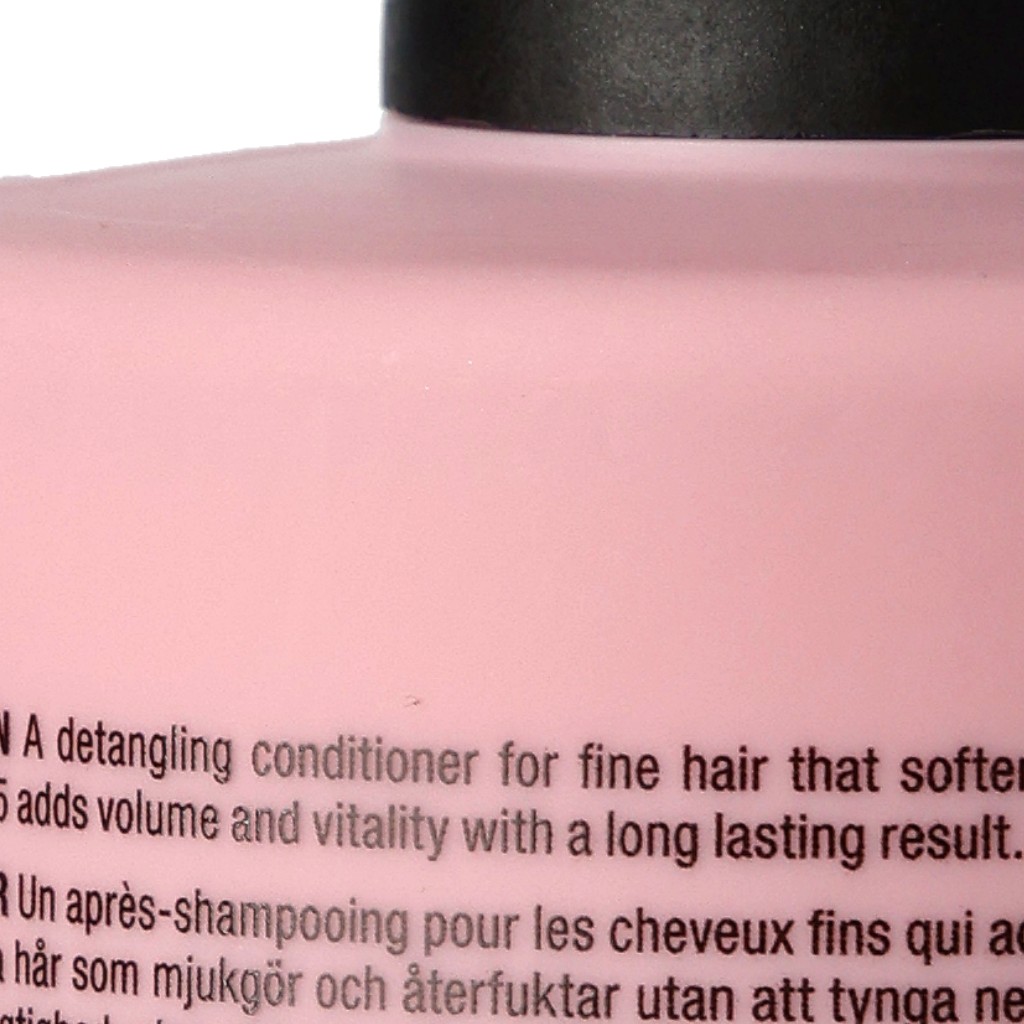 N A detangling conditioner for fine hair that soften
5 adds volume and vitality with a long lasting result.
R Un après-shampooing pour les cheveux fins qui a
hår som mjukgör och återfuktar utan att tynga ne